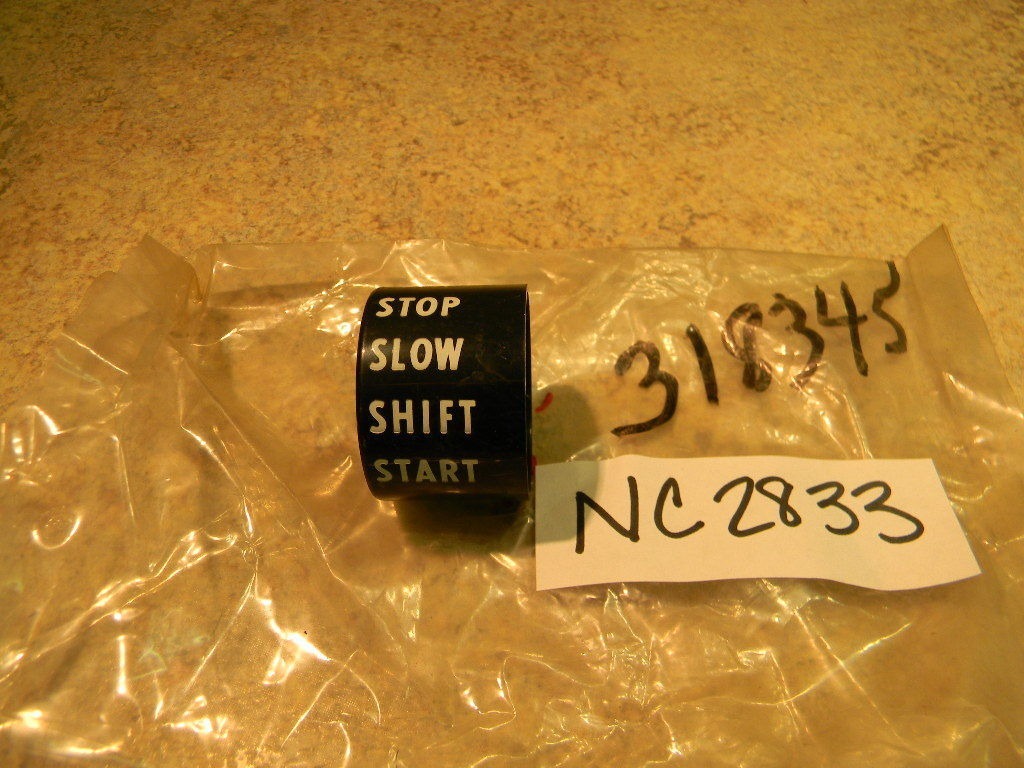 STOP
SLOW
SHIFT
START
318345
NC2833